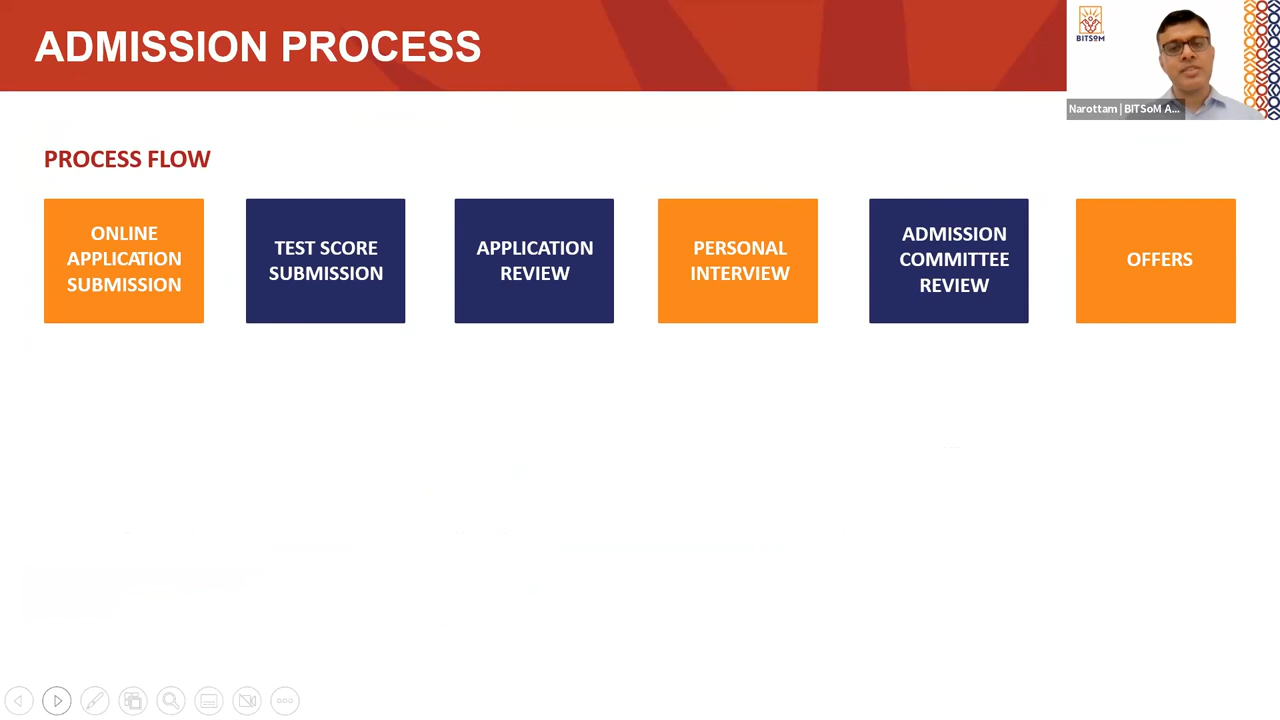 ADMISSION PROCESS
BITSoM
Narottam | BITSoM A...
PROCESS FLOW
ONLINE
APPLICATION
SUBMISSION
TEST SCORE
SUBMISSION
APPLICATION
REVIEW
PERSONAL
INTERVIEW
ADMISSION
COMMITTEE
REVIEW
OFFERS